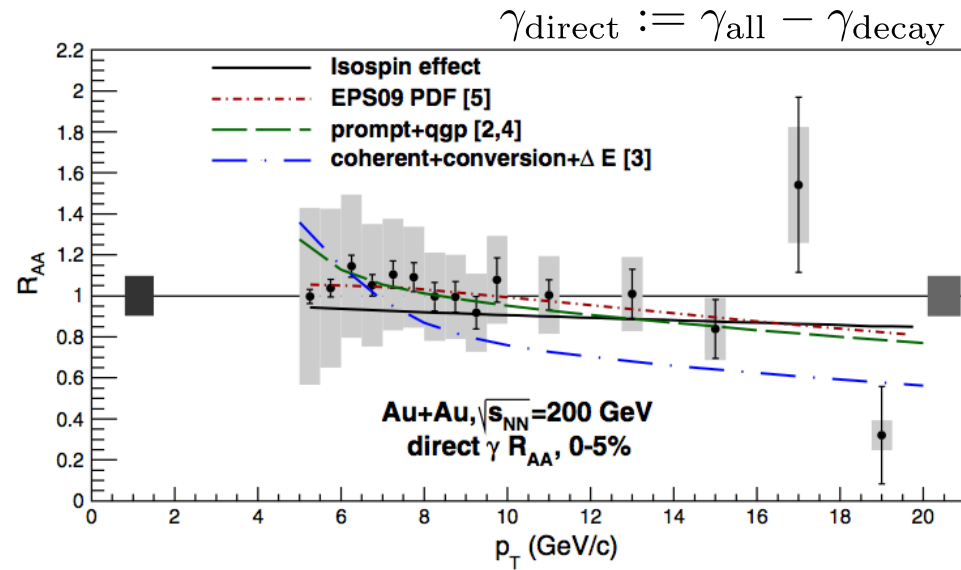 γdirect := γall − γdecay
Isospin effect
EPS09 PDF [5]
prompt+qgp [2,4]
coherent+conversion+Δ E [3]
2.2
2
1.8
1.6
1.4
1.2
1
0.8
0.6
0.4
0.2
0
RAA
Au+Au,√sNN=200 GeV
direct γ RAA, 0-5%
0 2 4 6 8 10 12 14 16 18 20
pT (GeV/c)